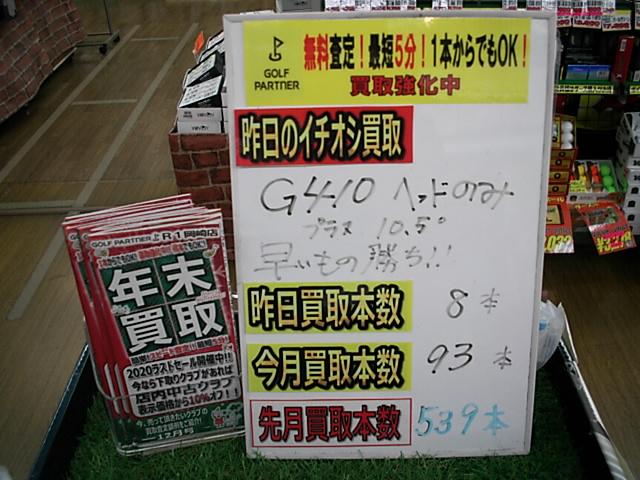 GOLF PARTNER
無料査定！最短5分！1本からでもOK！
買取強化中
昨日のイチオシ買取
G410 ヘッドのみ
プラス 10.5°
早いもの勝ち!!
昨日買取本数 8本
今月買取本数 93本
先月買取本数 539本
GOLF PARTNER R1岡崎店
年末
買取
2020ラストセール開催中!!
今なら下取りクラブがあれば
店内中古クラブ
表示価格から10%オフ！
12月号